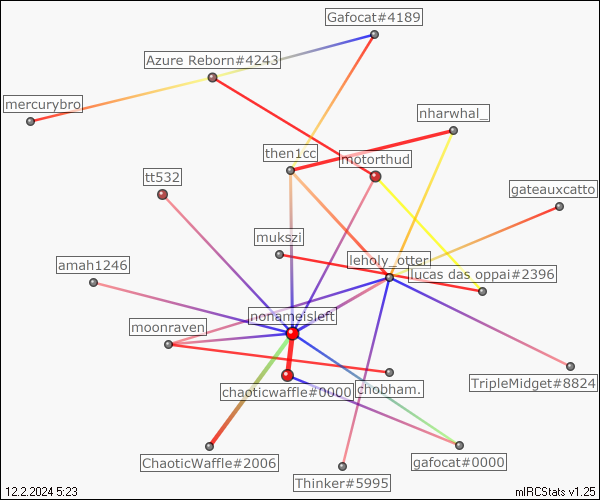 Gafocat#4189
Azure Reborn#4243
mercurybro
nharwhal_
then1cc
motorthud
tt532
gateauxcatto
mukszi
leholy_otter
amah1246
lucas das oppai#2396
nonameisleft
moonraven
chaoticwaffle#0000
chobham.
TripleMidget#8824
ChaoticWaffle#2006
gafocat#0000
Thinker#5995
12.2.2024 5:23
mIRCStats v1.25